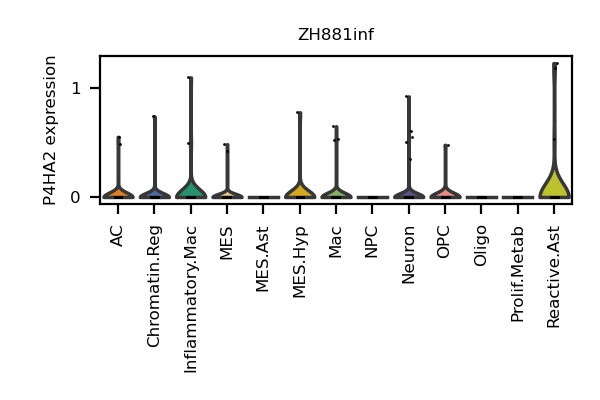 ZH881inf
P4HA2 expression
1
0
AC
Chromatin.Reg
Inflammatory.Mac
MES
MES.Ast
MES.Hyp
Mac
NPC
Neuron
OPC
Oligo
Prolif.Metab
Reactive.Ast